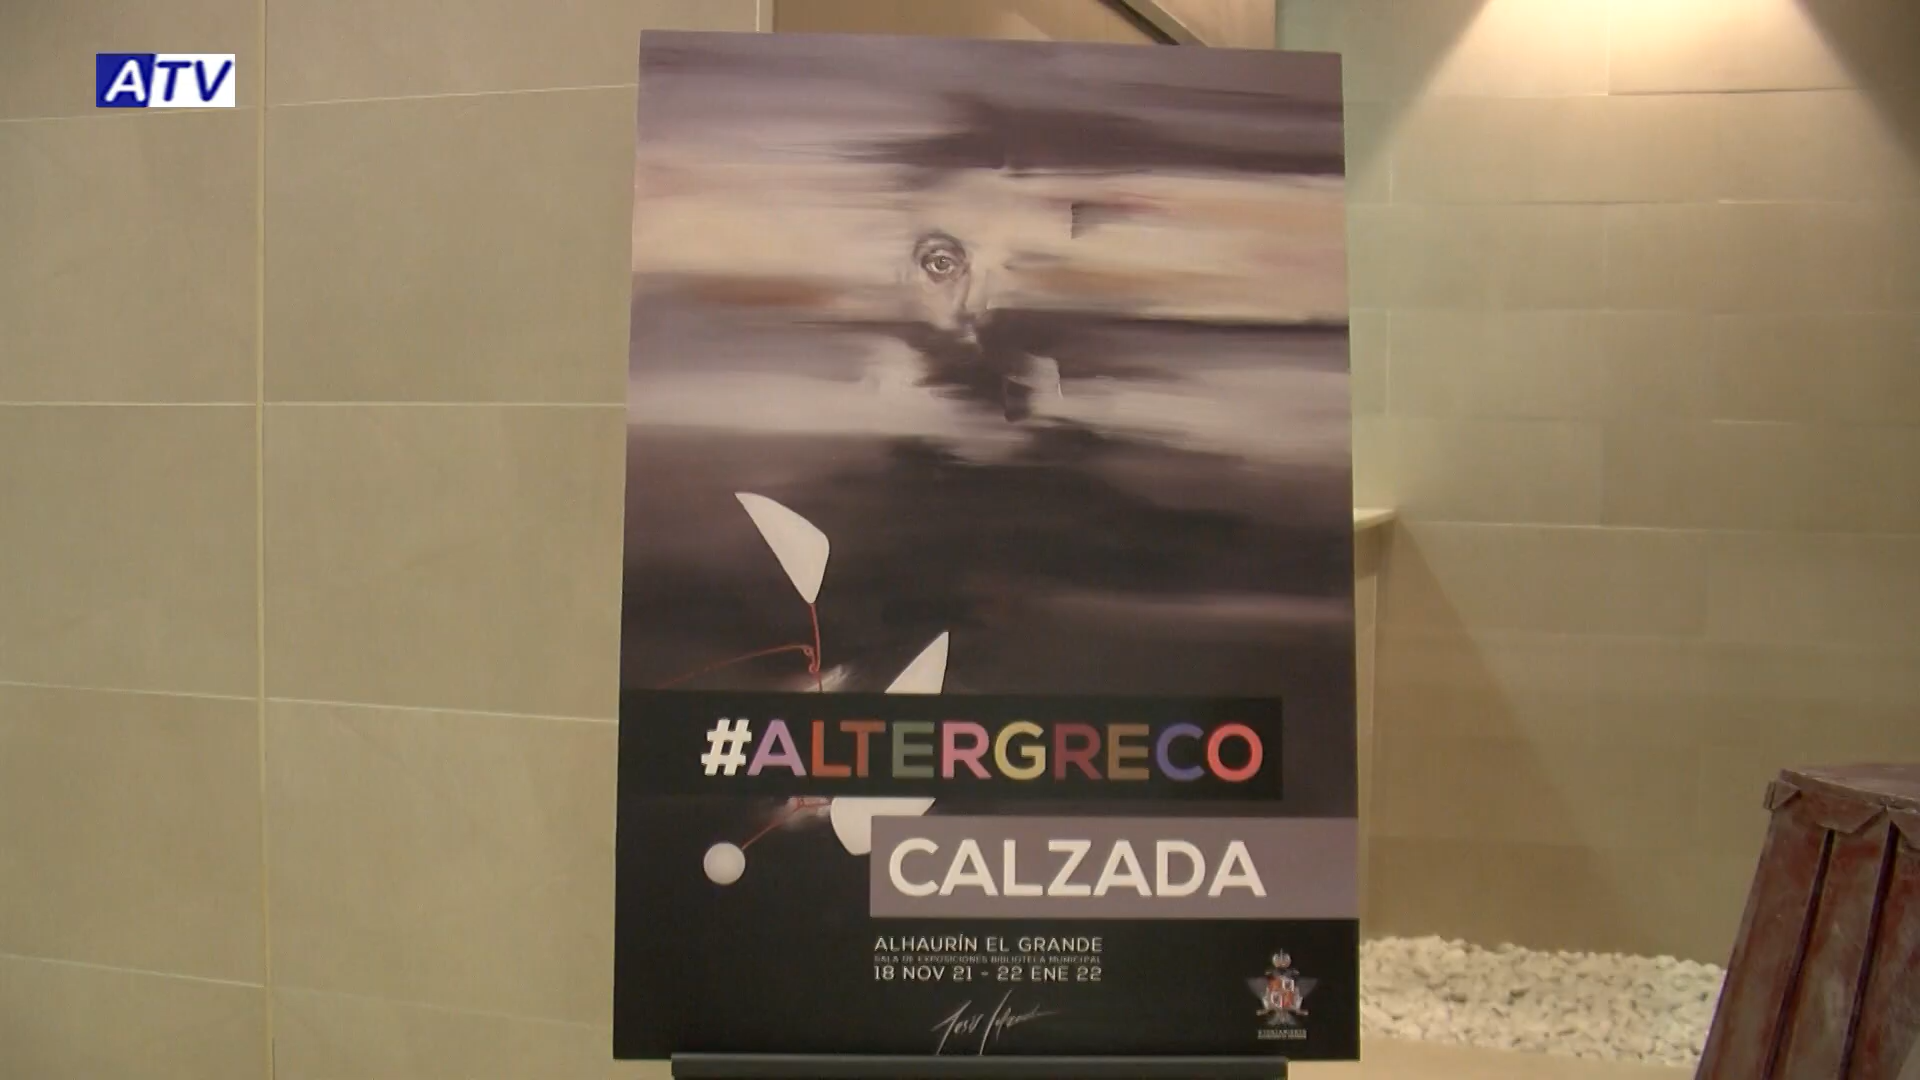 ATV
#ALTERGRECO
CALZADA
ALHAURÍN EL GRANDE
SALA DE EXPOSICIONES BIBLIOTECA MUNICIPAL
18 NOV 21 - 22 ENE 22